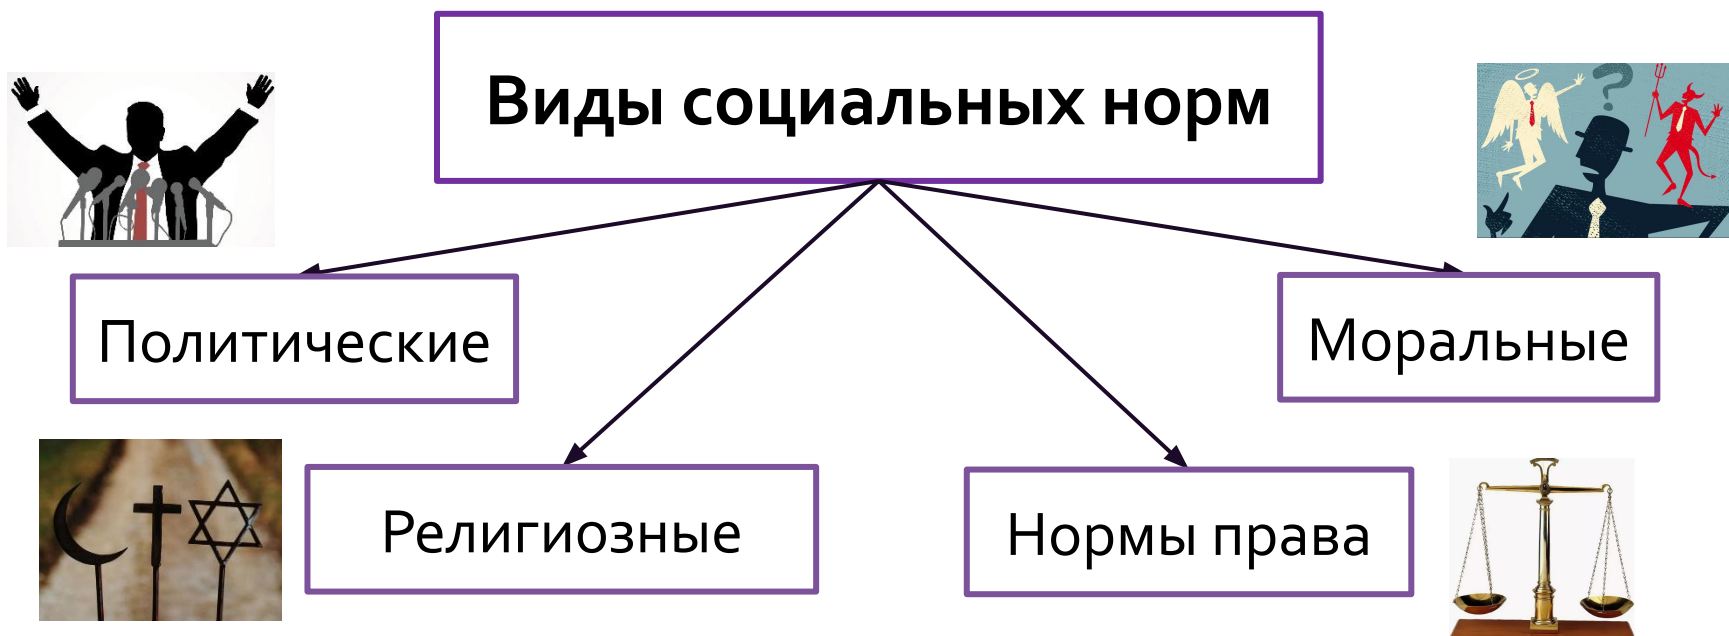 Виды социальных норм
Политические
Моральные
Религиозные
Нормы права